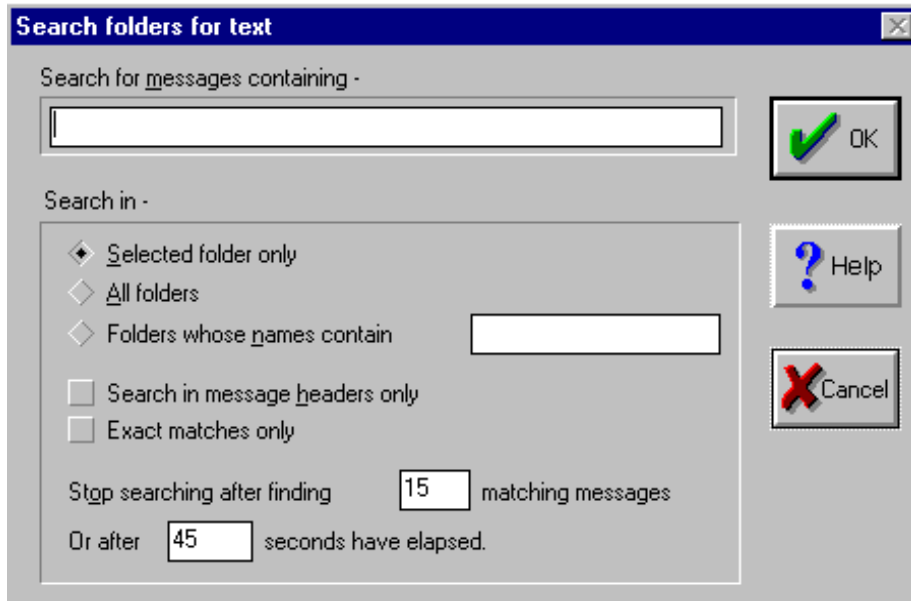 Search folders for text
Search for messages containing -
OK
Search in -
Selected folder only
Help
All folders
Folders whose names contain
Search in message headers only
Cancel
Exact matches only
Stop searching after finding 15 matching messages
Or after 45 seconds have elapsed.